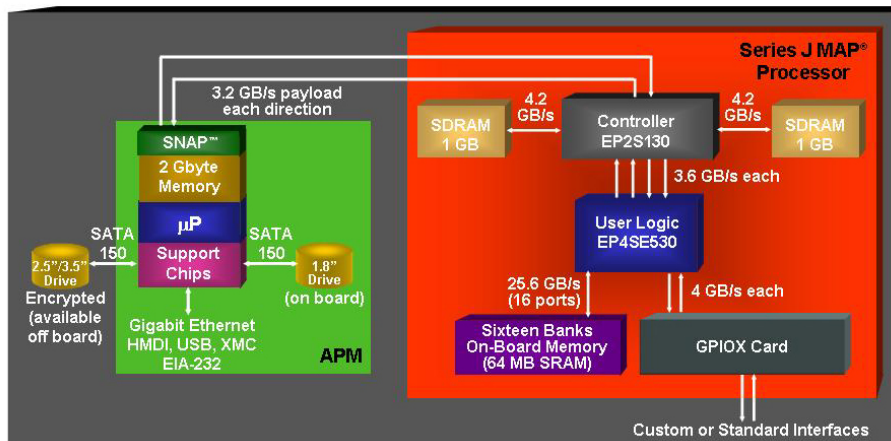 Series J MAP®
Processor
3.2 GB/s payload
each direction
SNAP™
2 Gbyte
Memory
µP
Support
Chips
SATA
150
SATA
150
2.5"/3.5"
Drive
Encrypted
(available
off board)
1.8"
Drive
(on board)
Gigabit Ethernet
HMDI, USB, XMC
EIA-232
APM
SDRAM
1 GB
4.2
GB/s
Controller
EP2S130
4.2
GB/s
SDRAM
1 GB
3.6 GB/s each
User Logic
EP4SE530
25.6 GB/s
(16 ports)
4 GB/s each
Sixteen Banks
On-Board Memory
(64 MB SRAM)
GPIOX Card
Custom or Standard Interfaces